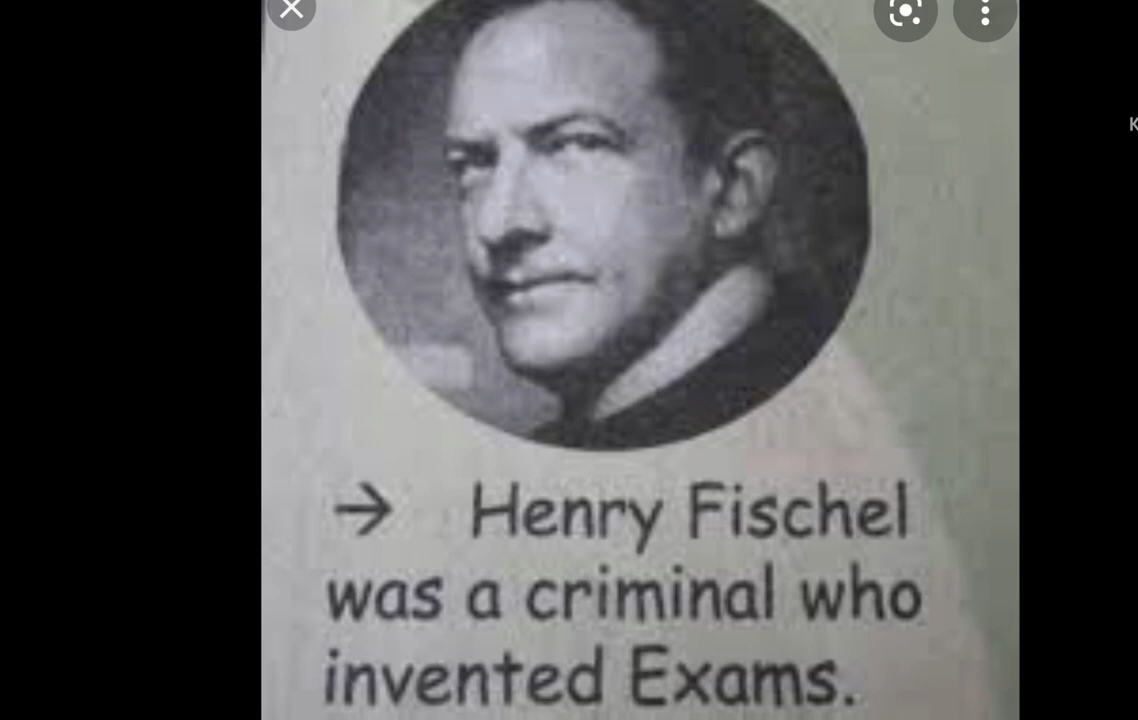 → Henry Fischel
was a criminal who
invented Exams.